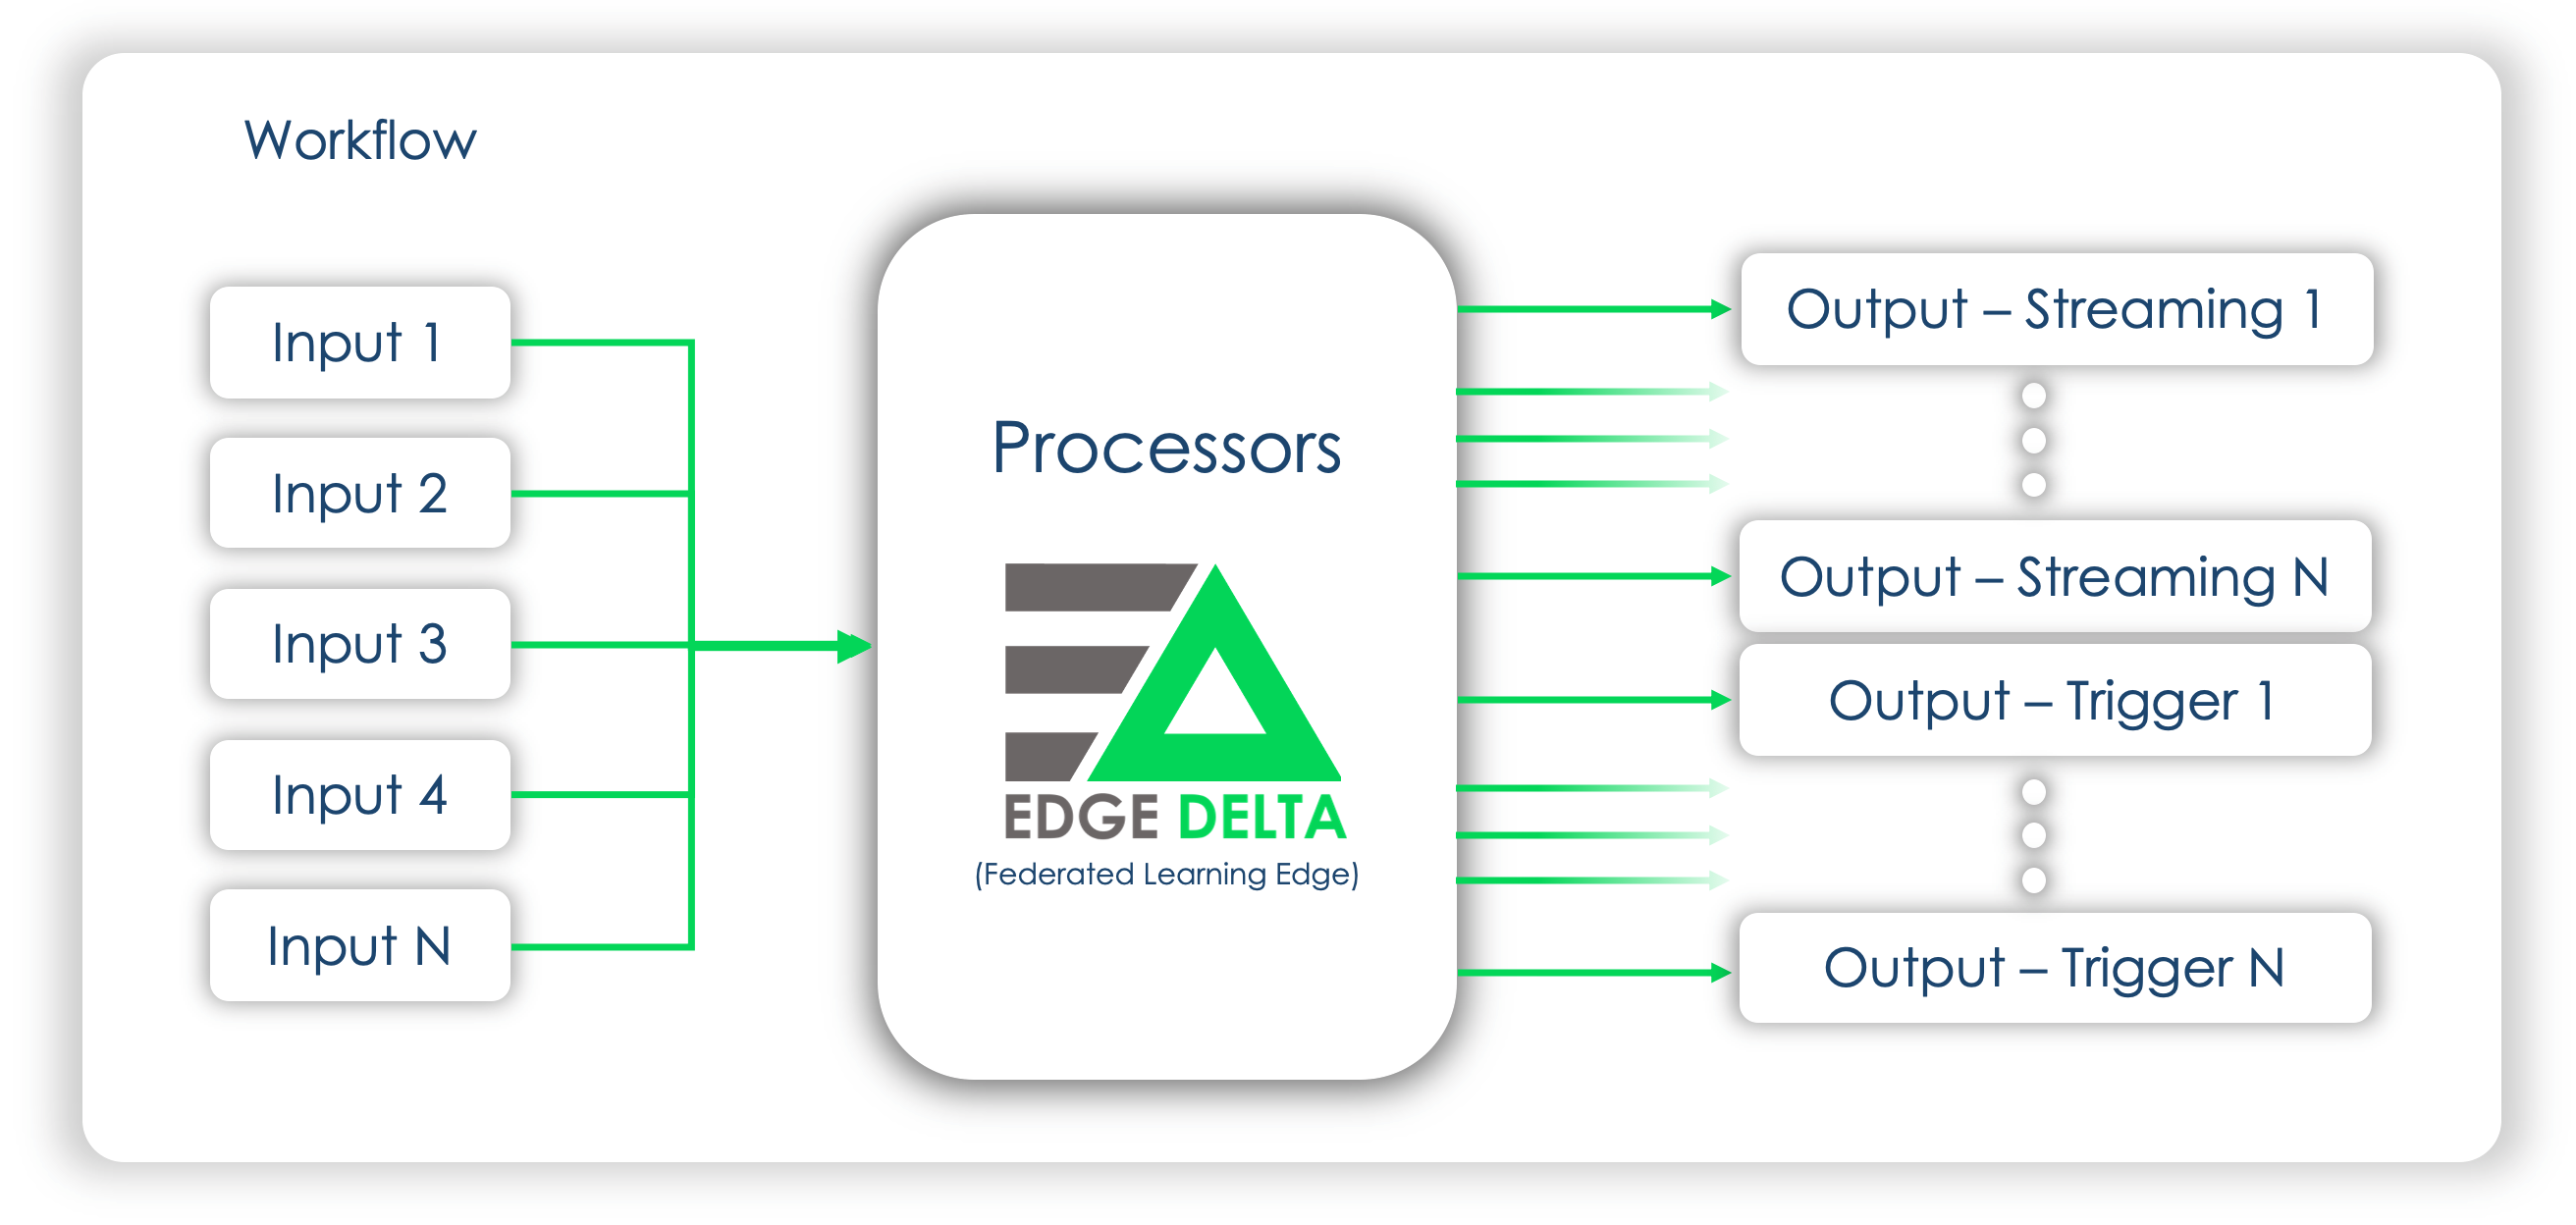 Workflow
Input 1
Input 2
Input 3
Input 4
Input N
Processors
EDGE DELTA
(Federated Learning Edge)
Output – Streaming 1
Output – Streaming N
Output – Trigger 1
Output – Trigger N